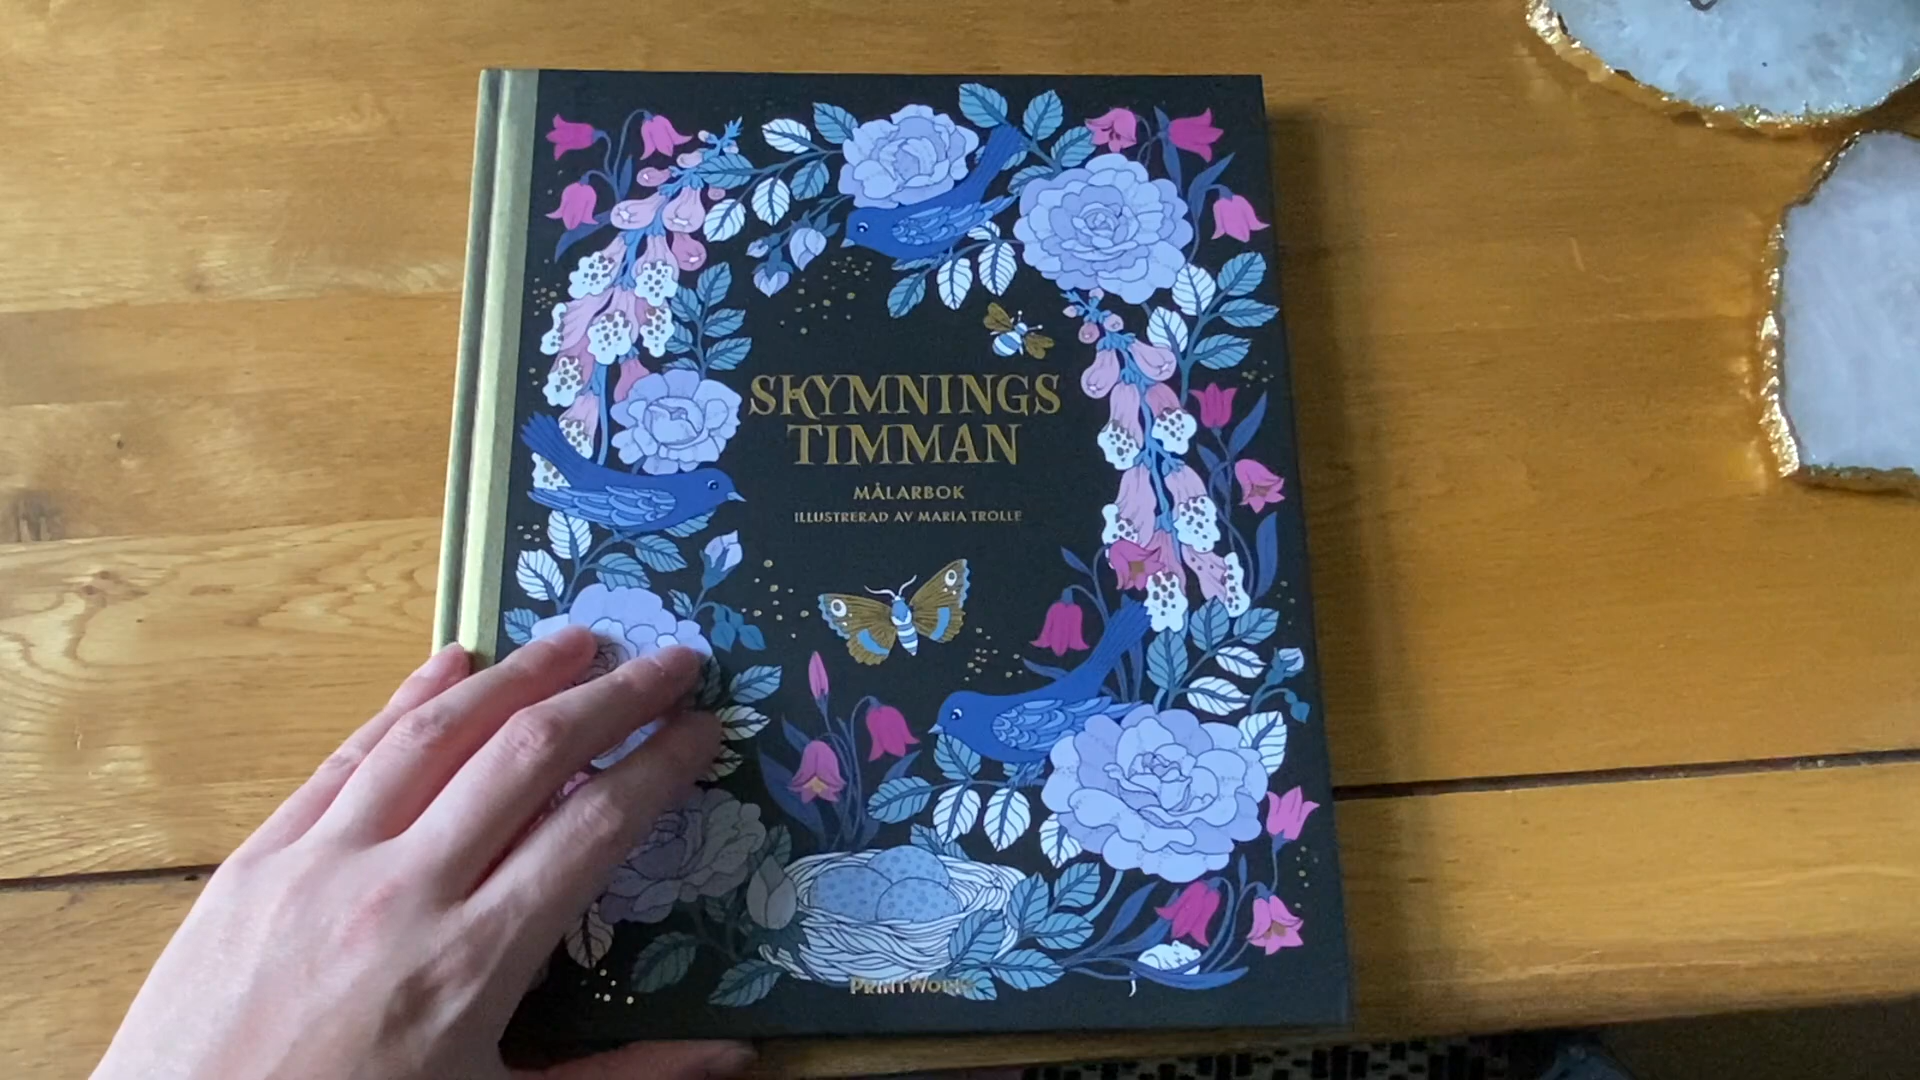 SKYMNINGS
TIMMAN
MÅLARBOK
ILLUSTRERAD AV MARIA TROLLE
PRINTWORKS